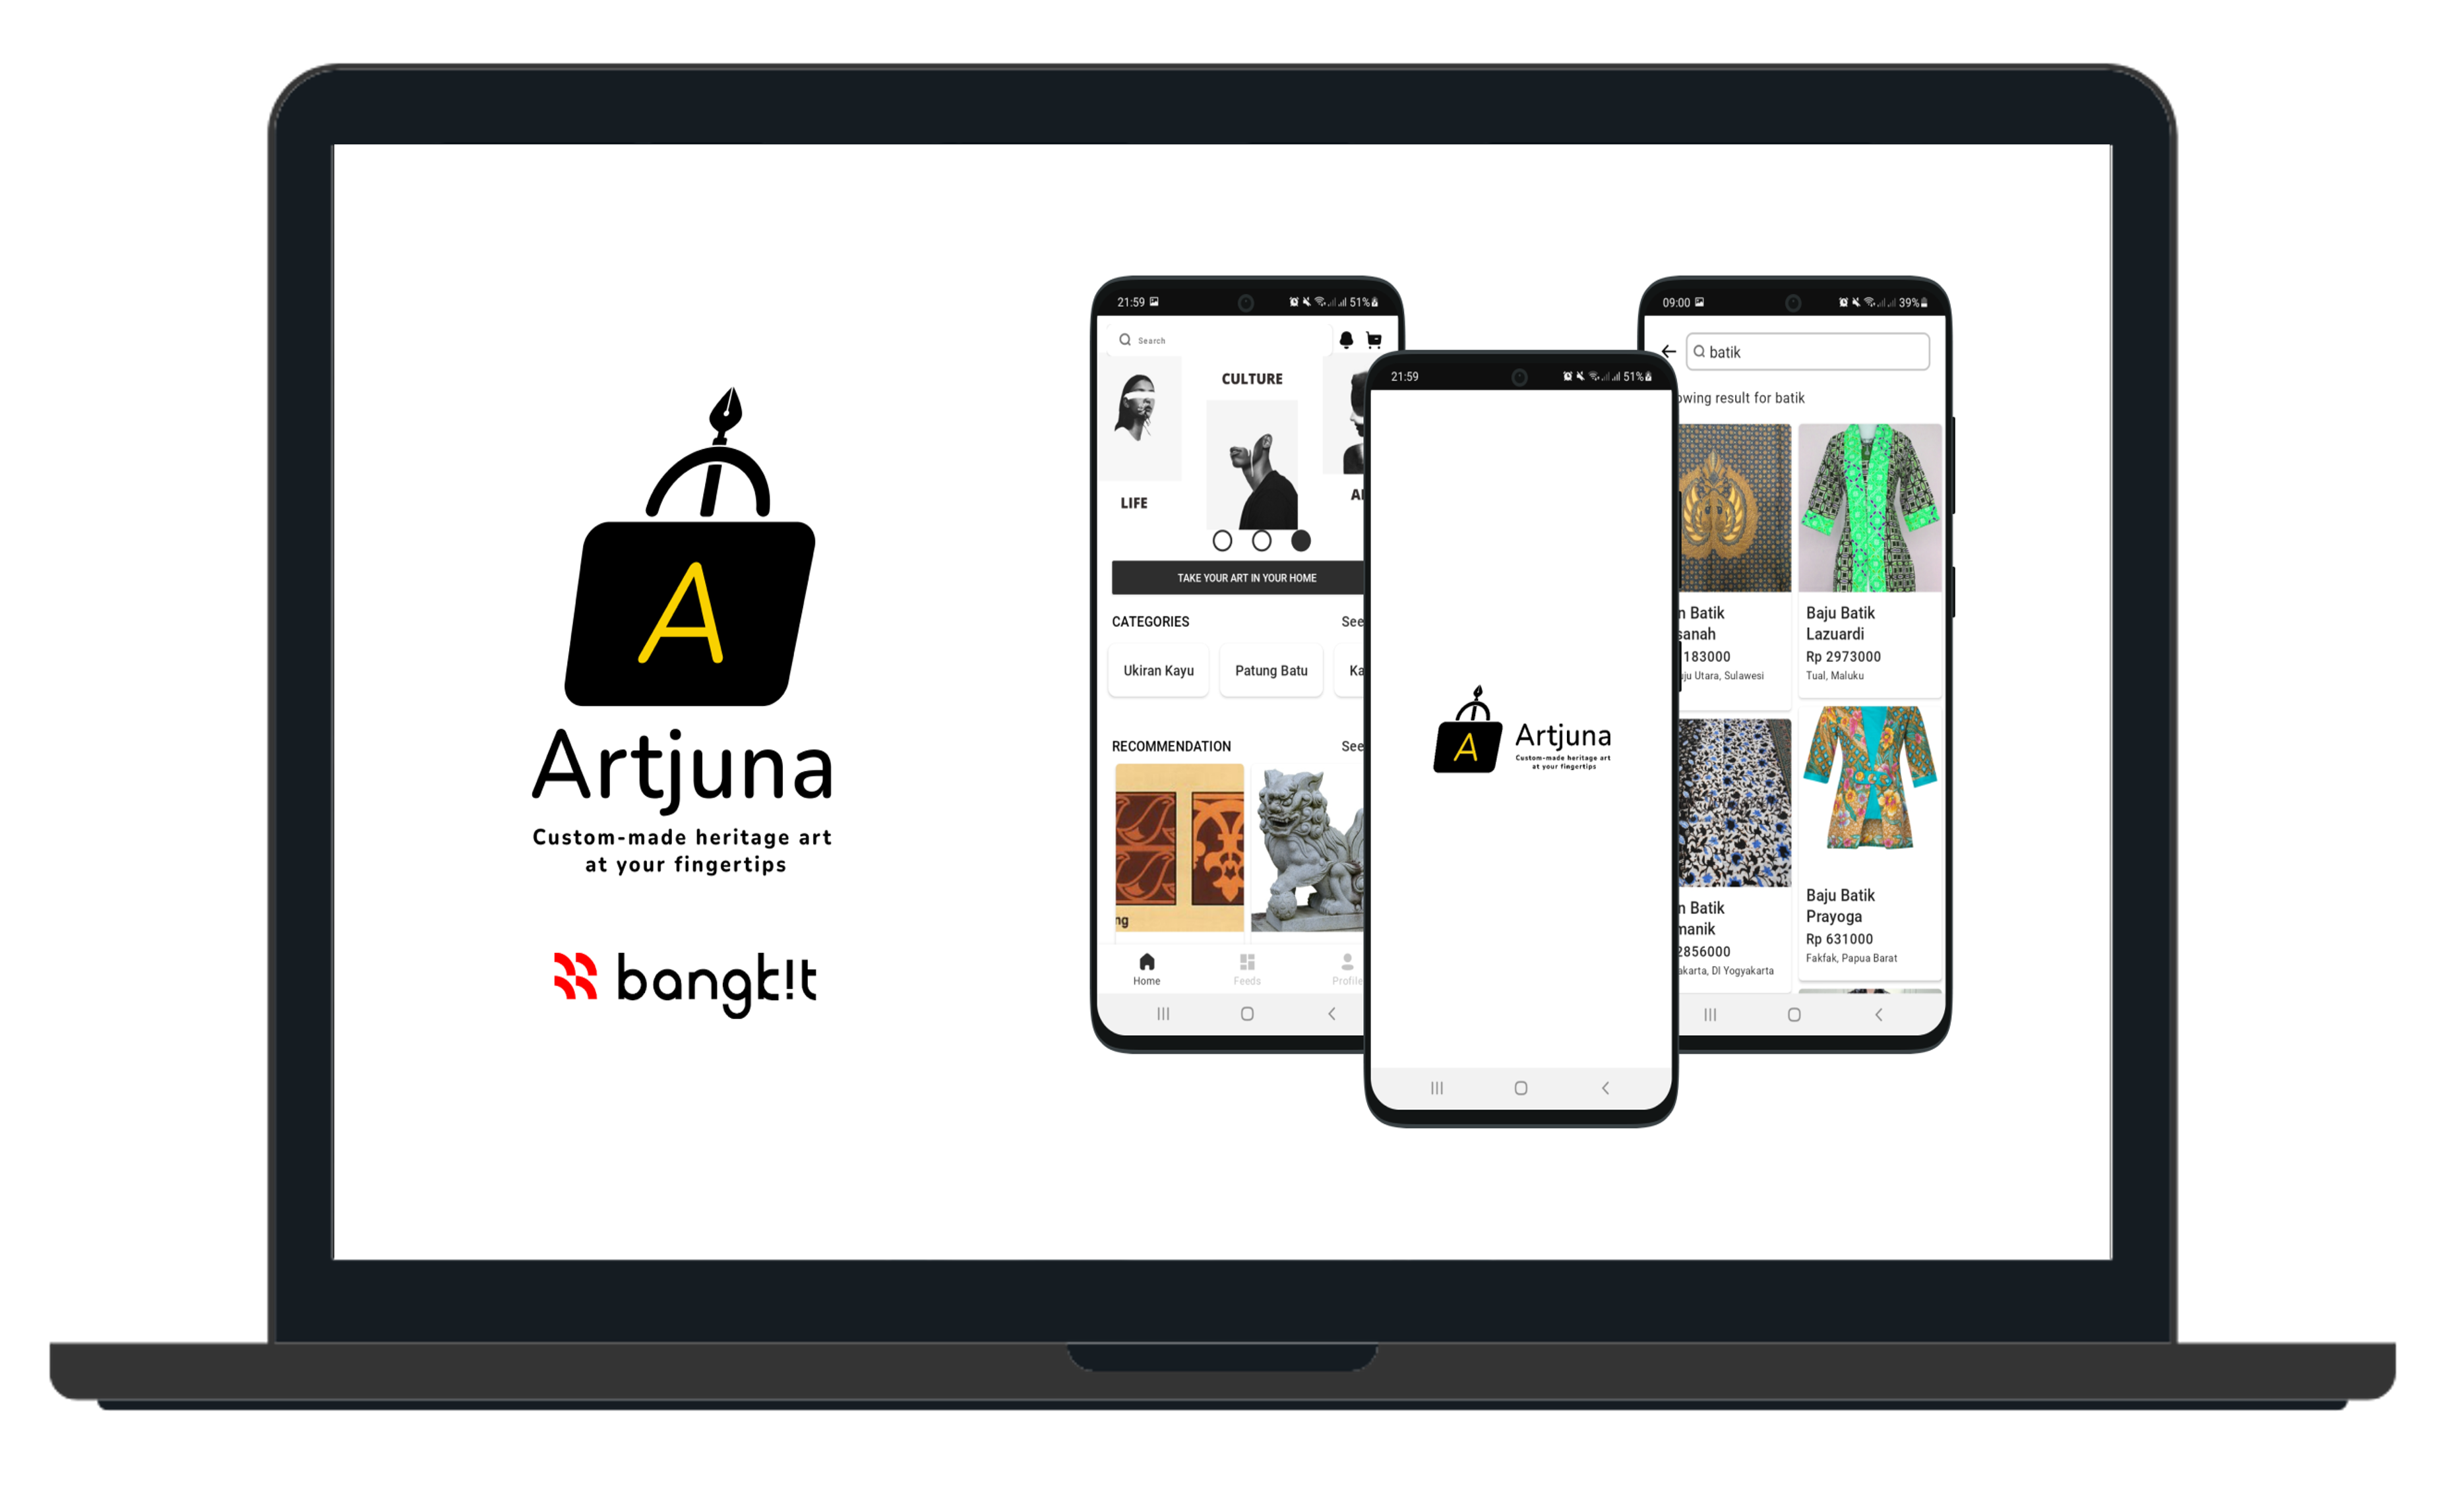 A
Artjuna
Custom-made heritage art
at your fingertips
bangk!t
21:59
51%
Search
CULTURE
LIFE
TAKE YOUR ART IN YOUR HOME
CATEGORIES
See
Ukiran Kayu
Patung Batu
Ka
RECOMMENDATION
See
ng
Home
Feeds
Profile
21:59
51%
A
Artjuna
Custom-made heritage art
at your fingertips
09:00
39%
batik
owing result for batik
n Batik
sanah
183000
uju Utara, Sulawesi
Baju Batik
Lazuardi
Rp 2973000
Tual, Maluku
n Batik
manik
2856000
akarta, DI Yogyakarta
Baju Batik
Prayoga
Rp 631000
Fakfak, Papua Barat